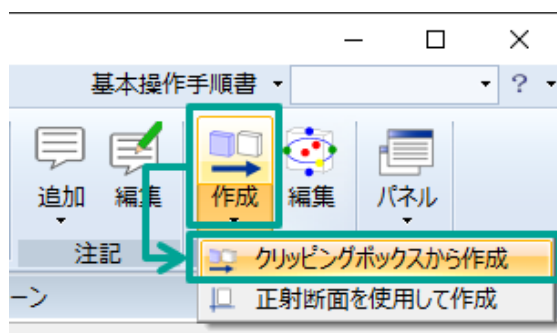 基本操作手順書 ?
追加 編集 作成 編集 パネル
注記
クリッピングボックスから作成
ーン
正射断面を使用して作成